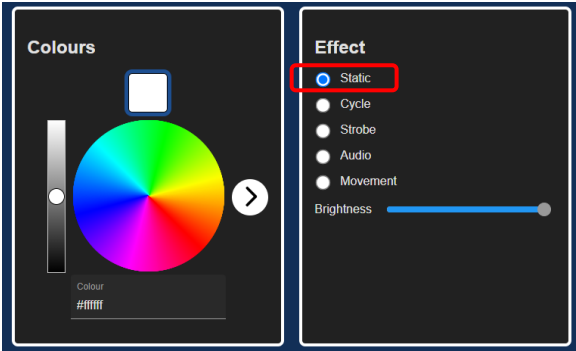 Colours
Colour
#ffffff
Effect
Static
Cycle
Strobe
Audio
Movement
Brightness